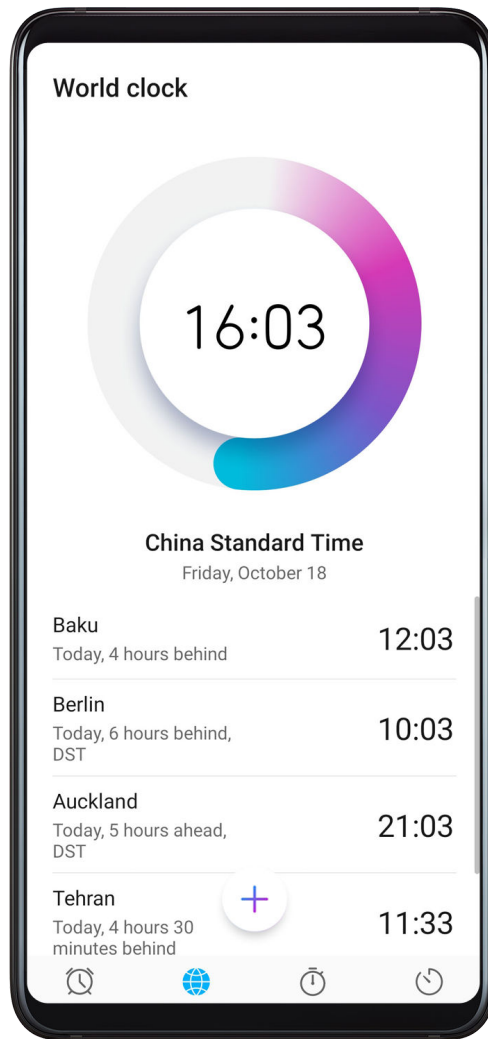 World clock
16:03
China Standard Time
Friday, October 18
Baku
Today, 4 hours behind
12:03
Berlin
Today, 6 hours behind,
DST
10:03
Auckland
Today, 5 hours ahead,
DST
21:03
Tehran
Today, 4 hours 30
minutes behind
11:33